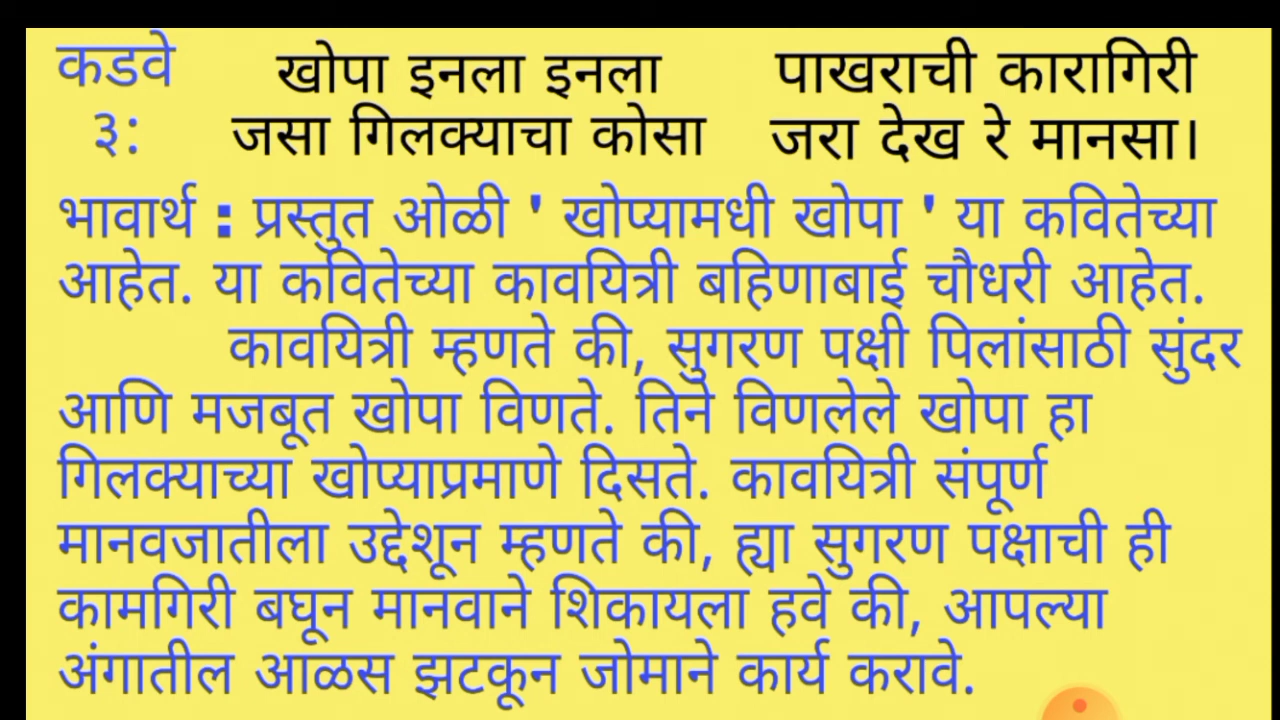 कडवे
३:
खोपा इनला इनला
जसा गिलक्याचा कोसा
पाखराची कारागिरी
जरा देख रे मानसा।
भावार्थ : प्रस्तुत ओळी ' खोप्यामधी खोपा ' या कवितेच्या
आहेत. या कवितेच्या कावयित्री बहिणाबाई चौधरी आहेत.
कावयित्री म्हणते की, सुगरण पक्षी पिलांसाठी सुंदर
आणि मजबूत खोपा विणते. तिने विणलेले खोपा हा
गिलक्याच्या खोप्याप्रमाणे दिसते. कावयित्री संपूर्ण
मानवजातीला उद्देशून म्हणते की, ह्या सुगरण पक्षाची ही
कामगिरी बघून मानवाने शिकायला हवे की, आपल्या
अंगातील आळस झटकून जोमाने कार्य करावे.